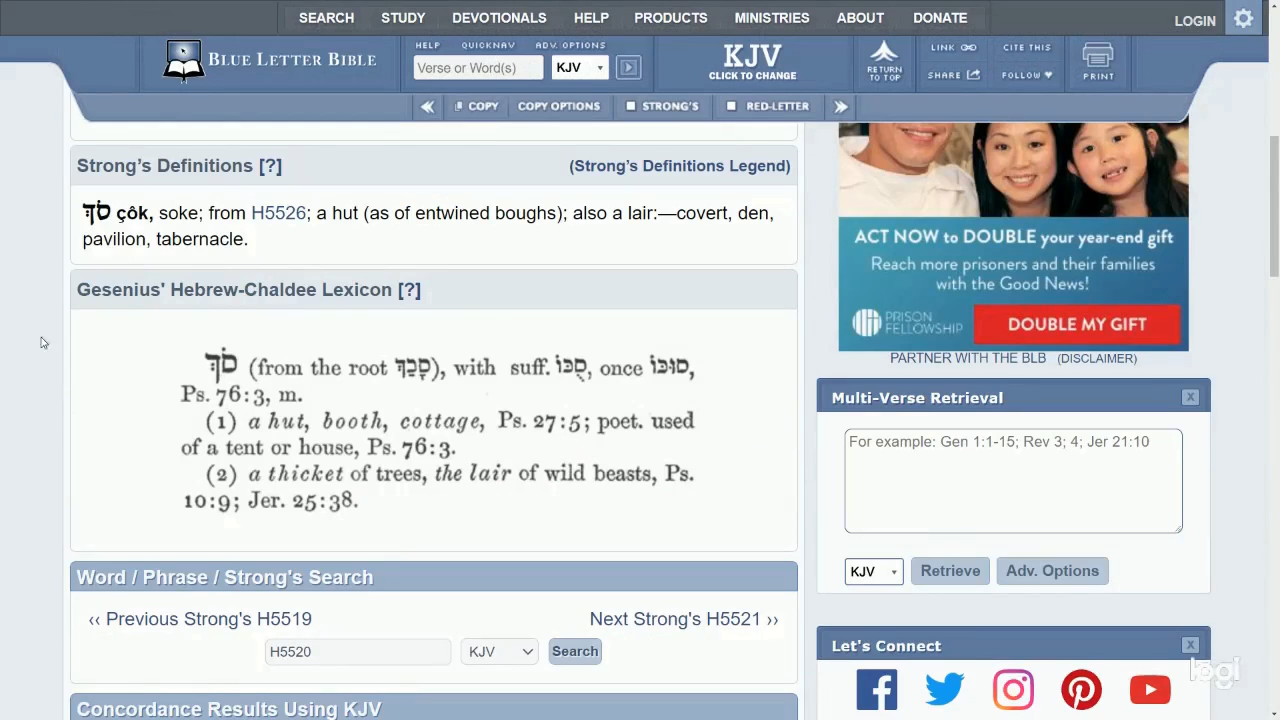 SEARCH STUDY DEVOTIONALS HELP PRODUCTS MINISTRIES ABOUT DONATE LOGIN
BLUE LETTER BIBLE
HELP QUICKNAV ADV. OPTIONS
Verse or Word(s) KJV
KJV
CLICK TO CHANGE
RETURN
TO TOP
LINK CITE THIS
SHARE FOLLOW
PRINT
COPY COPY OPTIONS STRONG'S RED-LETTER
Strong’s Definitions [?] (Strong’s Definitions Legend)
סֹךְ çôk, soke; from H5526; a hut (as of entwined boughs); also a lair:—covert, den,
pavilion, tabernacle.
Gesenius' Hebrew-Chaldee Lexicon [?]
סֹךְ (from the root סָכַךְ), with suff. סֻכּוֹ, once סוּכּוֹ,
Ps. 76:3, m.
(1) a hut, booth, cottage, Ps. 27:5; poet. used
of a tent or house, Ps. 76:3.
(2) a thicket of trees, the lair of wild beasts, Ps.
10:9; Jer. 25:38.
Word / Phrase / Strong's Search
‹‹ Previous Strong's H5519 Next Strong's H5521 ››
H5520 KJV Search
Concordance Results Using KJV
ACT NOW to DOUBLE your year-end gift
Reach more prisoners and their families
with the Good News!
PRISON
FELLOWSHIP
DOUBLE MY GIFT
PARTNER WITH THE BLB (DISCLAIMER)
Multi-Verse Retrieval X
For example: Gen 1:1-15; Rev 3; 4; Jer 21:10
KJV Retrieve Adv. Options
Let's Connect X
logi